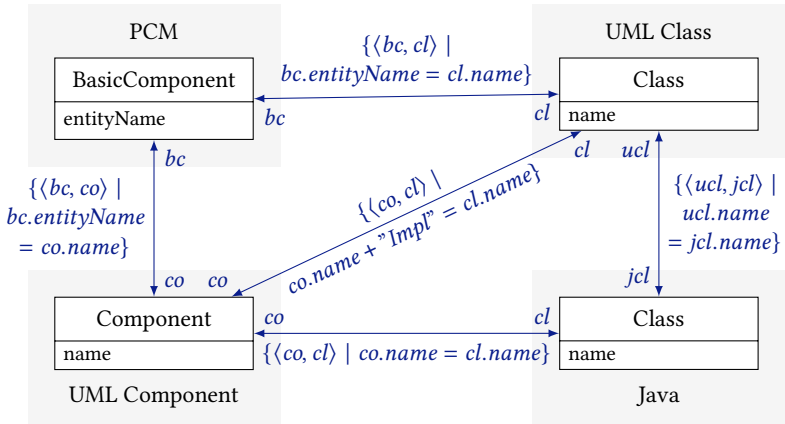 PCM
UML Class
{⟨bc, cl⟩ |
bc.entityName = cl.name}
BasicComponent
entityName
Class
name
bc
cl
bc
cl
ucl
{⟨bc, co⟩ |
bc.entityName
= co.name}
{⟨co, cl⟩ |
co.name + ”Impl” = cl.name}
{⟨ucl, jcl⟩ |
ucl.name
= jcl.name}
co
co
jcl
Component
name
co
cl
{⟨co, cl⟩ | co.name = cl.name}
Class
name
UML Component
Java